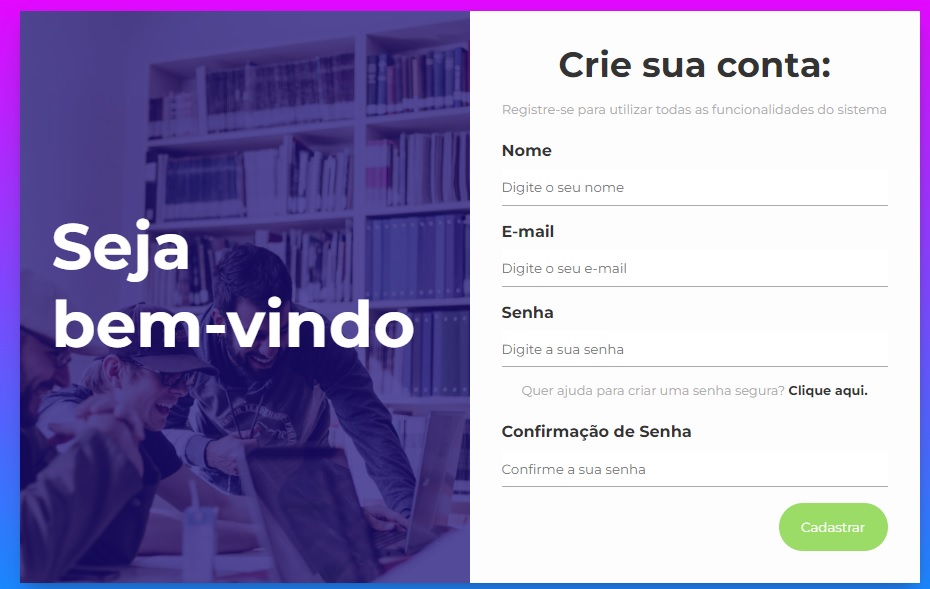 Seja
bem-vindo
Crie sua conta:
Registre-se para utilizar todas as funcionalidades do sistema
Nome
Digite o seu nome
E-mail
Digite o seu e-mail
Senha
Digite a sua senha
Quer ajuda para criar uma senha segura? Clique aqui.
Confirmação de Senha
Confirme a sua senha
Cadastrar